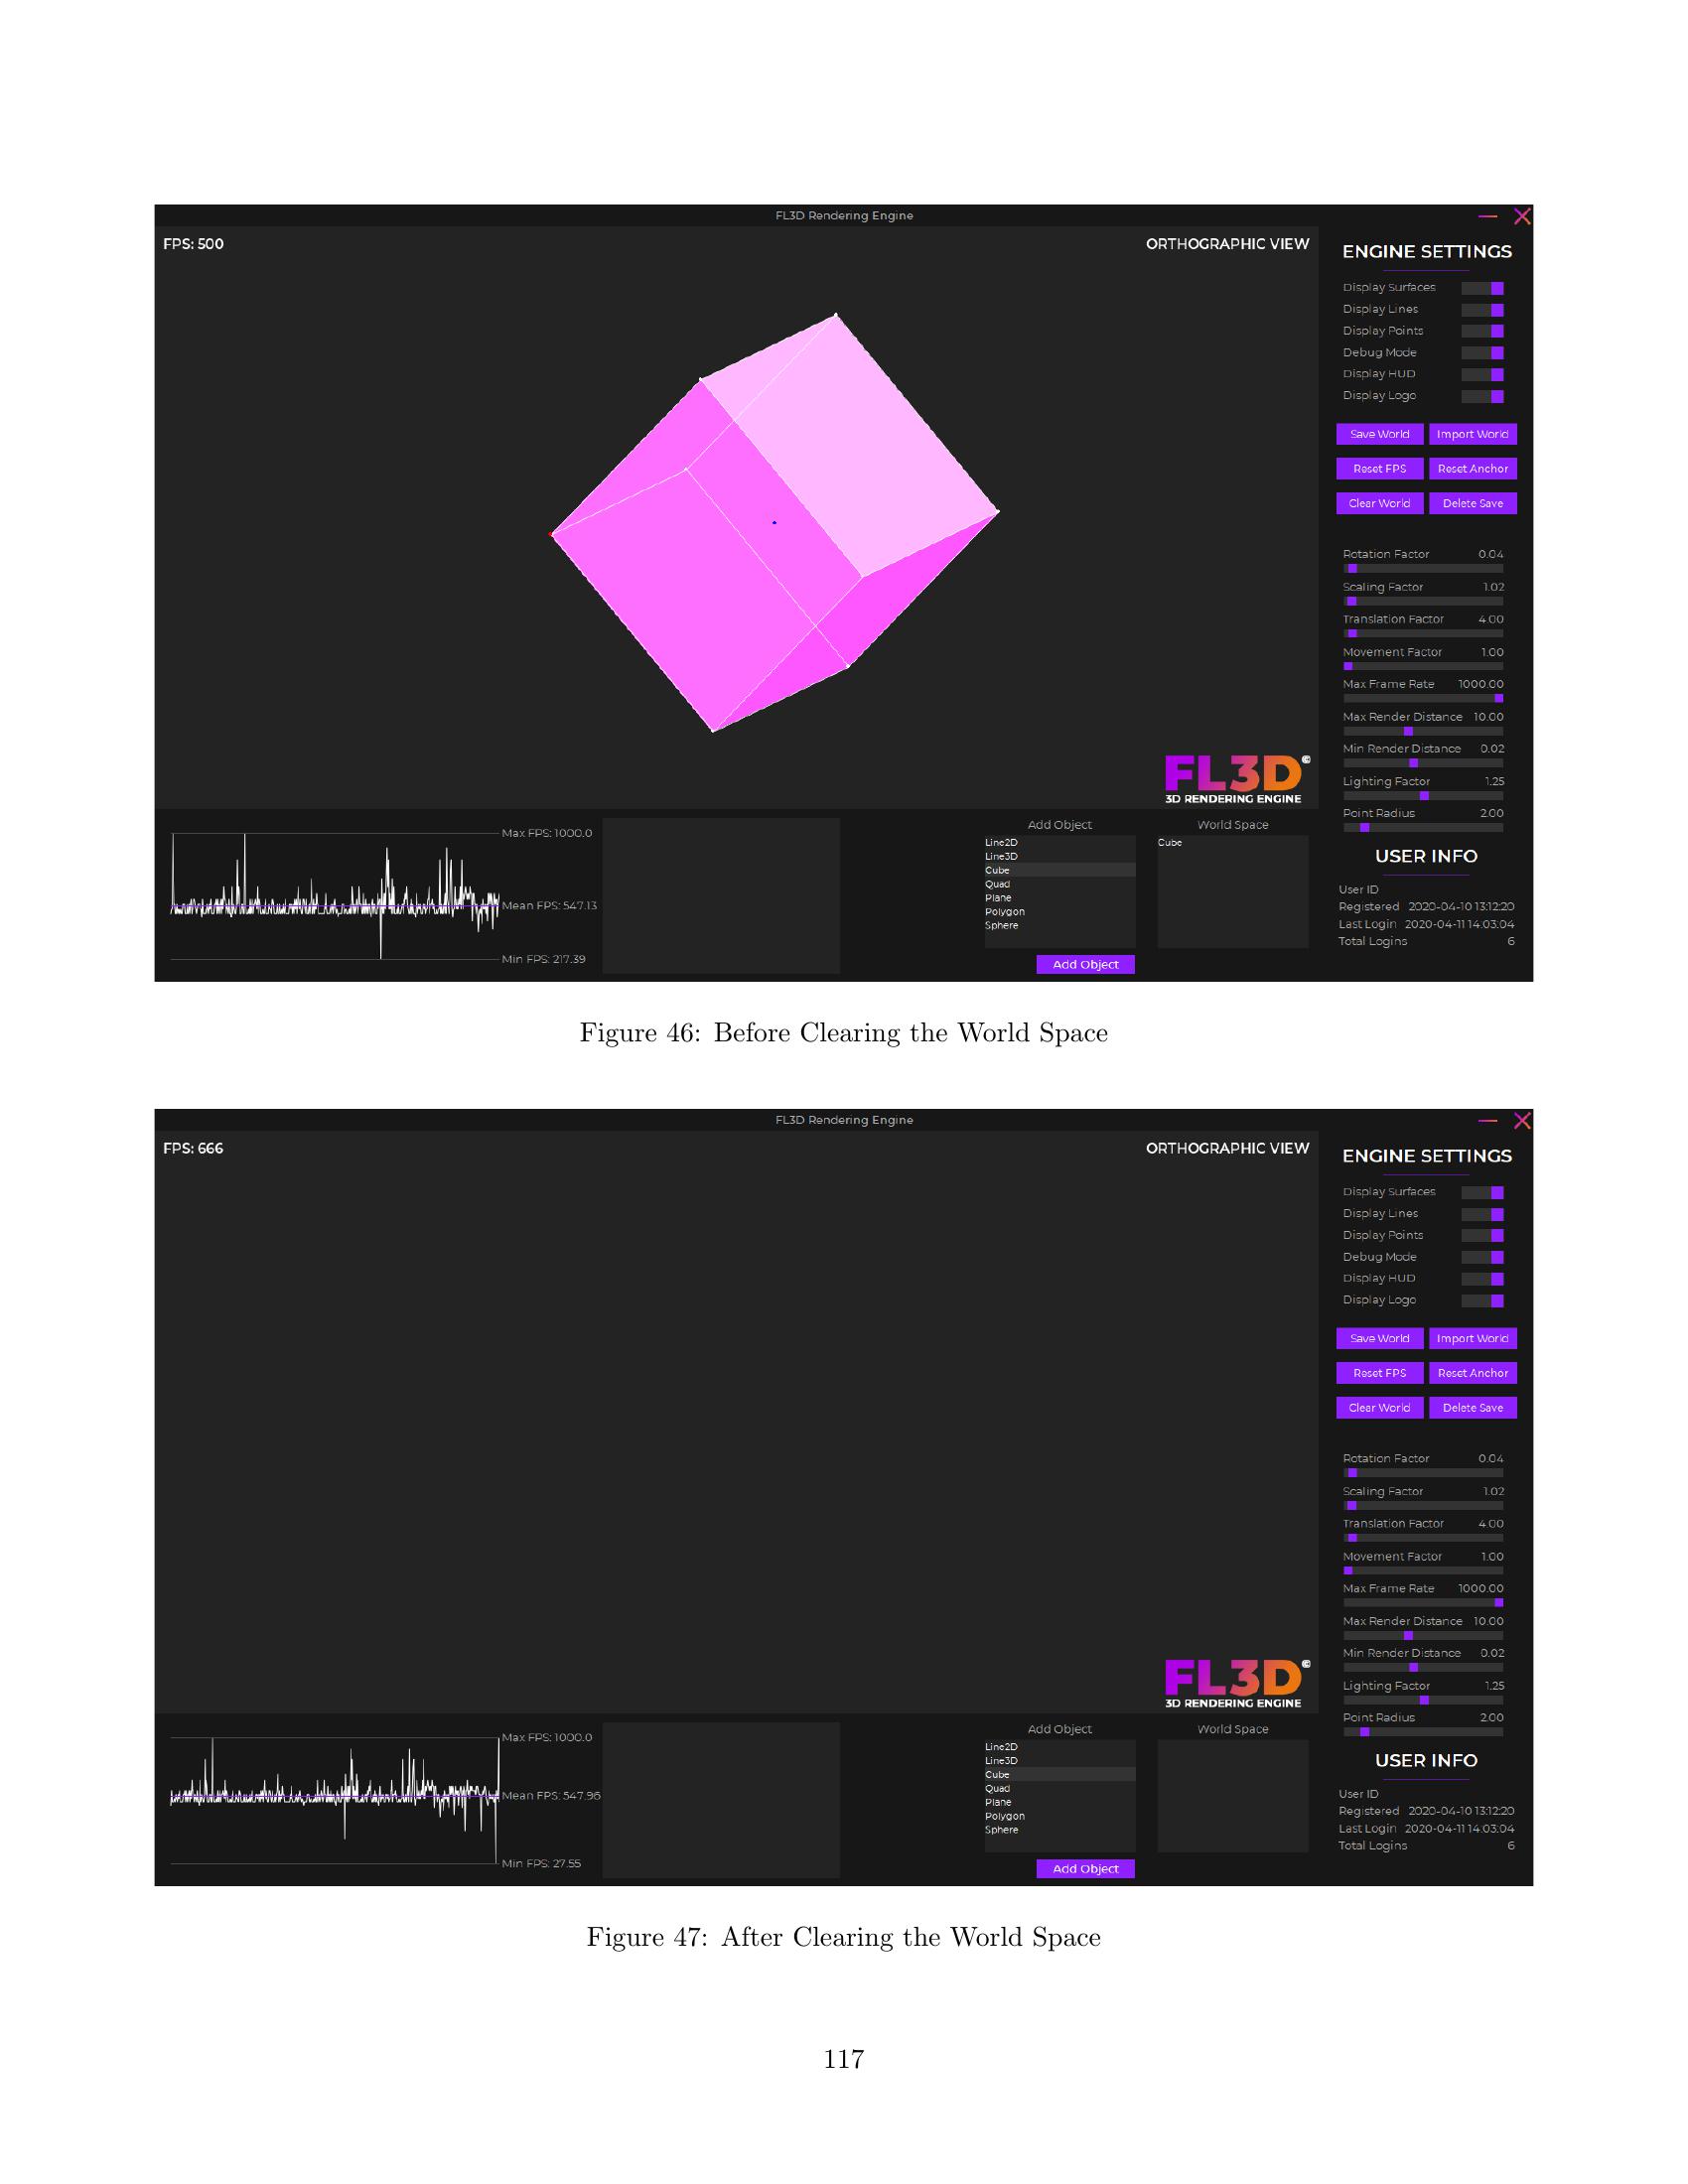 FL3D Rendering Engine
FPS: 500
ORTHOGRAPHIC VIEW
ENGINE SETTINGS
Display Surfaces
Display Lines
Display Points
Debug Mode
Display HUD
Display Logo
Save World Import World
Reset FPS Reset Anchor
Clear World Delete Save
Rotation Factor 0.04
Scaling Factor 1.02
Translation Factor 4.00
Movement Factor 1.00
Max Frame Rate 1000.00
Max Render Distance 10.00
Min Render Distance 0.02
Lighting Factor 1.25
Point Radius 2.00
FL3D©
3D RENDERING ENGINE
Max FPS: 1000.0
Mean FPS: 547.13
Min FPS: 217.39
Add Object
Line2D
Line3D
Cube
Quad
Plane
Polygon
Sphere
Add Object
World Space
Cube
USER INFO
User ID
Registered 2020-04-10 13:12:20
Last Login 2020-04-11 14:03:04
Total Logins 6
Figure 46: Before Clearing the World Space
FL3D Rendering Engine
FPS: 666
ORTHOGRAPHIC VIEW
ENGINE SETTINGS
Display Surfaces
Display Lines
Display Points
Debug Mode
Display HUD
Display Logo
Save World Import World
Reset FPS Reset Anchor
Clear World Delete Save
Rotation Factor 0.04
Scaling Factor 1.02
Translation Factor 4.00
Movement Factor 1.00
Max Frame Rate 1000.00
Max Render Distance 10.00
Min Render Distance 0.02
Lighting Factor 1.25
Point Radius 2.00
FL3D©
3D RENDERING ENGINE
Max FPS: 1000.0
Mean FPS: 547.96
Min FPS: 27.55
Add Object
Line2D
Line3D
Cube
Quad
Plane
Polygon
Sphere
Add Object
World Space
USER INFO
User ID
Registered 2020-04-10 13:12:20
Last Login 2020-04-11 14:03:04
Total Logins 6
Figure 47: After Clearing the World Space
117